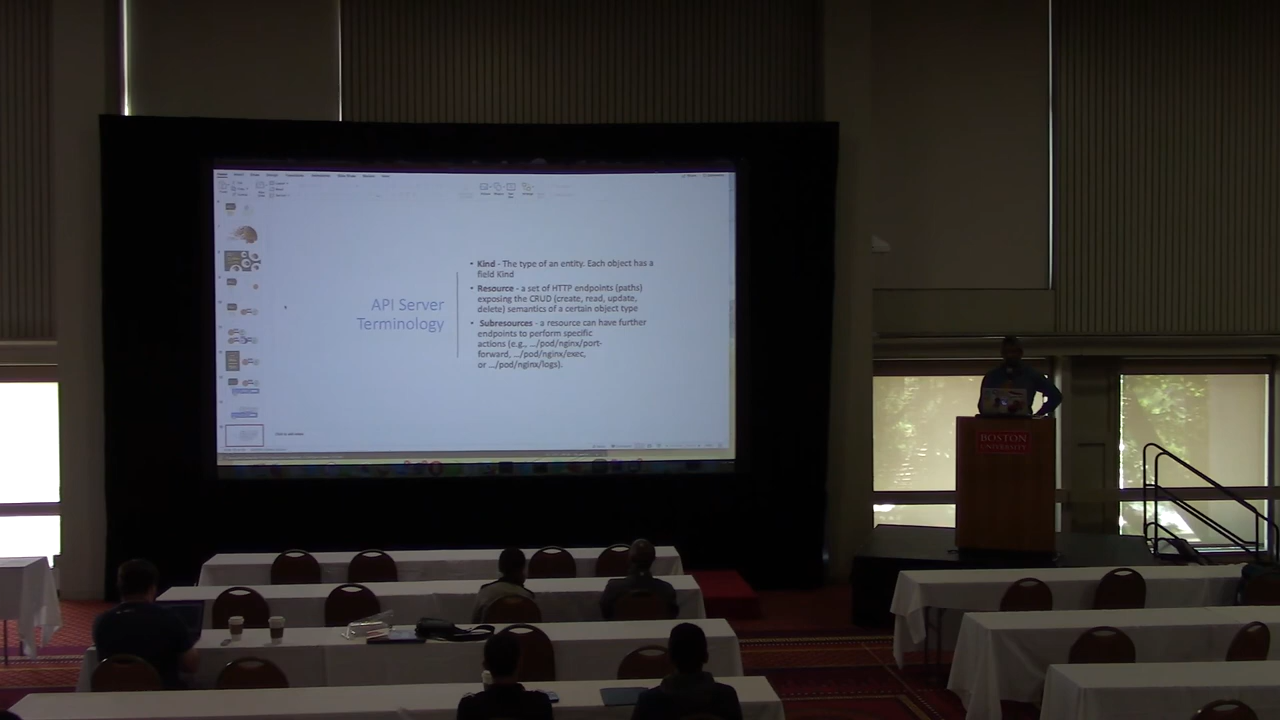 API Server
Terminology
• Kind - The type of an entity. Each object has a
field Kind
• Resource - a set of HTTP endpoints (paths)
exposing the CRUD (create, read, update,
delete) semantics of a certain object type
• Subresources - a resource can have further
endpoints to perform specific
actions (e.g., .../pod/nginx/port-
forward, .../pod/nginx/exec,
or .../pod/nginx/logs).
BOSTON
UNIVERSITY